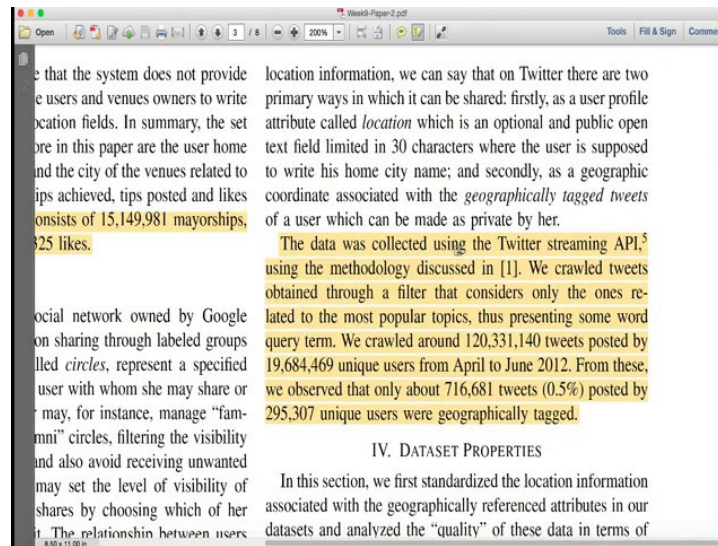 Week9-Paper-2.pdf
Open 3 / 8 200% Tools Fill & Sign Comme
e that the system does not provide
e users and venues owners to write
ocation fields. In summary, the set
ore in this paper are the user home
and the city of the venues related to
ips achieved, tips posted and likes
onsists of 15,149,981 mayorships,
325 likes.
ocial network owned by Google
on sharing through labeled groups
lled circles, represent a specified
user with whom she may share or
may, for instance, manage “fam-
mni” circles, filtering the visibility
and also avoid receiving unwanted
may set the level of visibility of
shares by choosing which of her
it. The relationship between users
8.50 x 11.00 in
location information, we can say that on Twitter there are two
primary ways in which it can be shared: firstly, as a user profile
attribute called location which is an optional and public open
text field limited in 30 characters where the user is supposed
to write his home city name; and secondly, as a geographic
coordinate associated with the geographically tagged tweets
of a user which can be made as private by her.
The data was collected using the Twitter streaming API,5
using the methodology discussed in [1]. We crawled tweets
obtained through a filter that considers only the ones re-
lated to the most popular topics, thus presenting some word
query term. We crawled around 120,331,140 tweets posted by
19,684,469 unique users from April to June 2012. From these,
we observed that only about 716,681 tweets (0.5%) posted by
295,307 unique users were geographically tagged.
IV. DATASET PROPERTIES
In this section, we first standardized the location information
associated with the geographically referenced attributes in our
datasets and analyzed the “quality” of these data in terms of